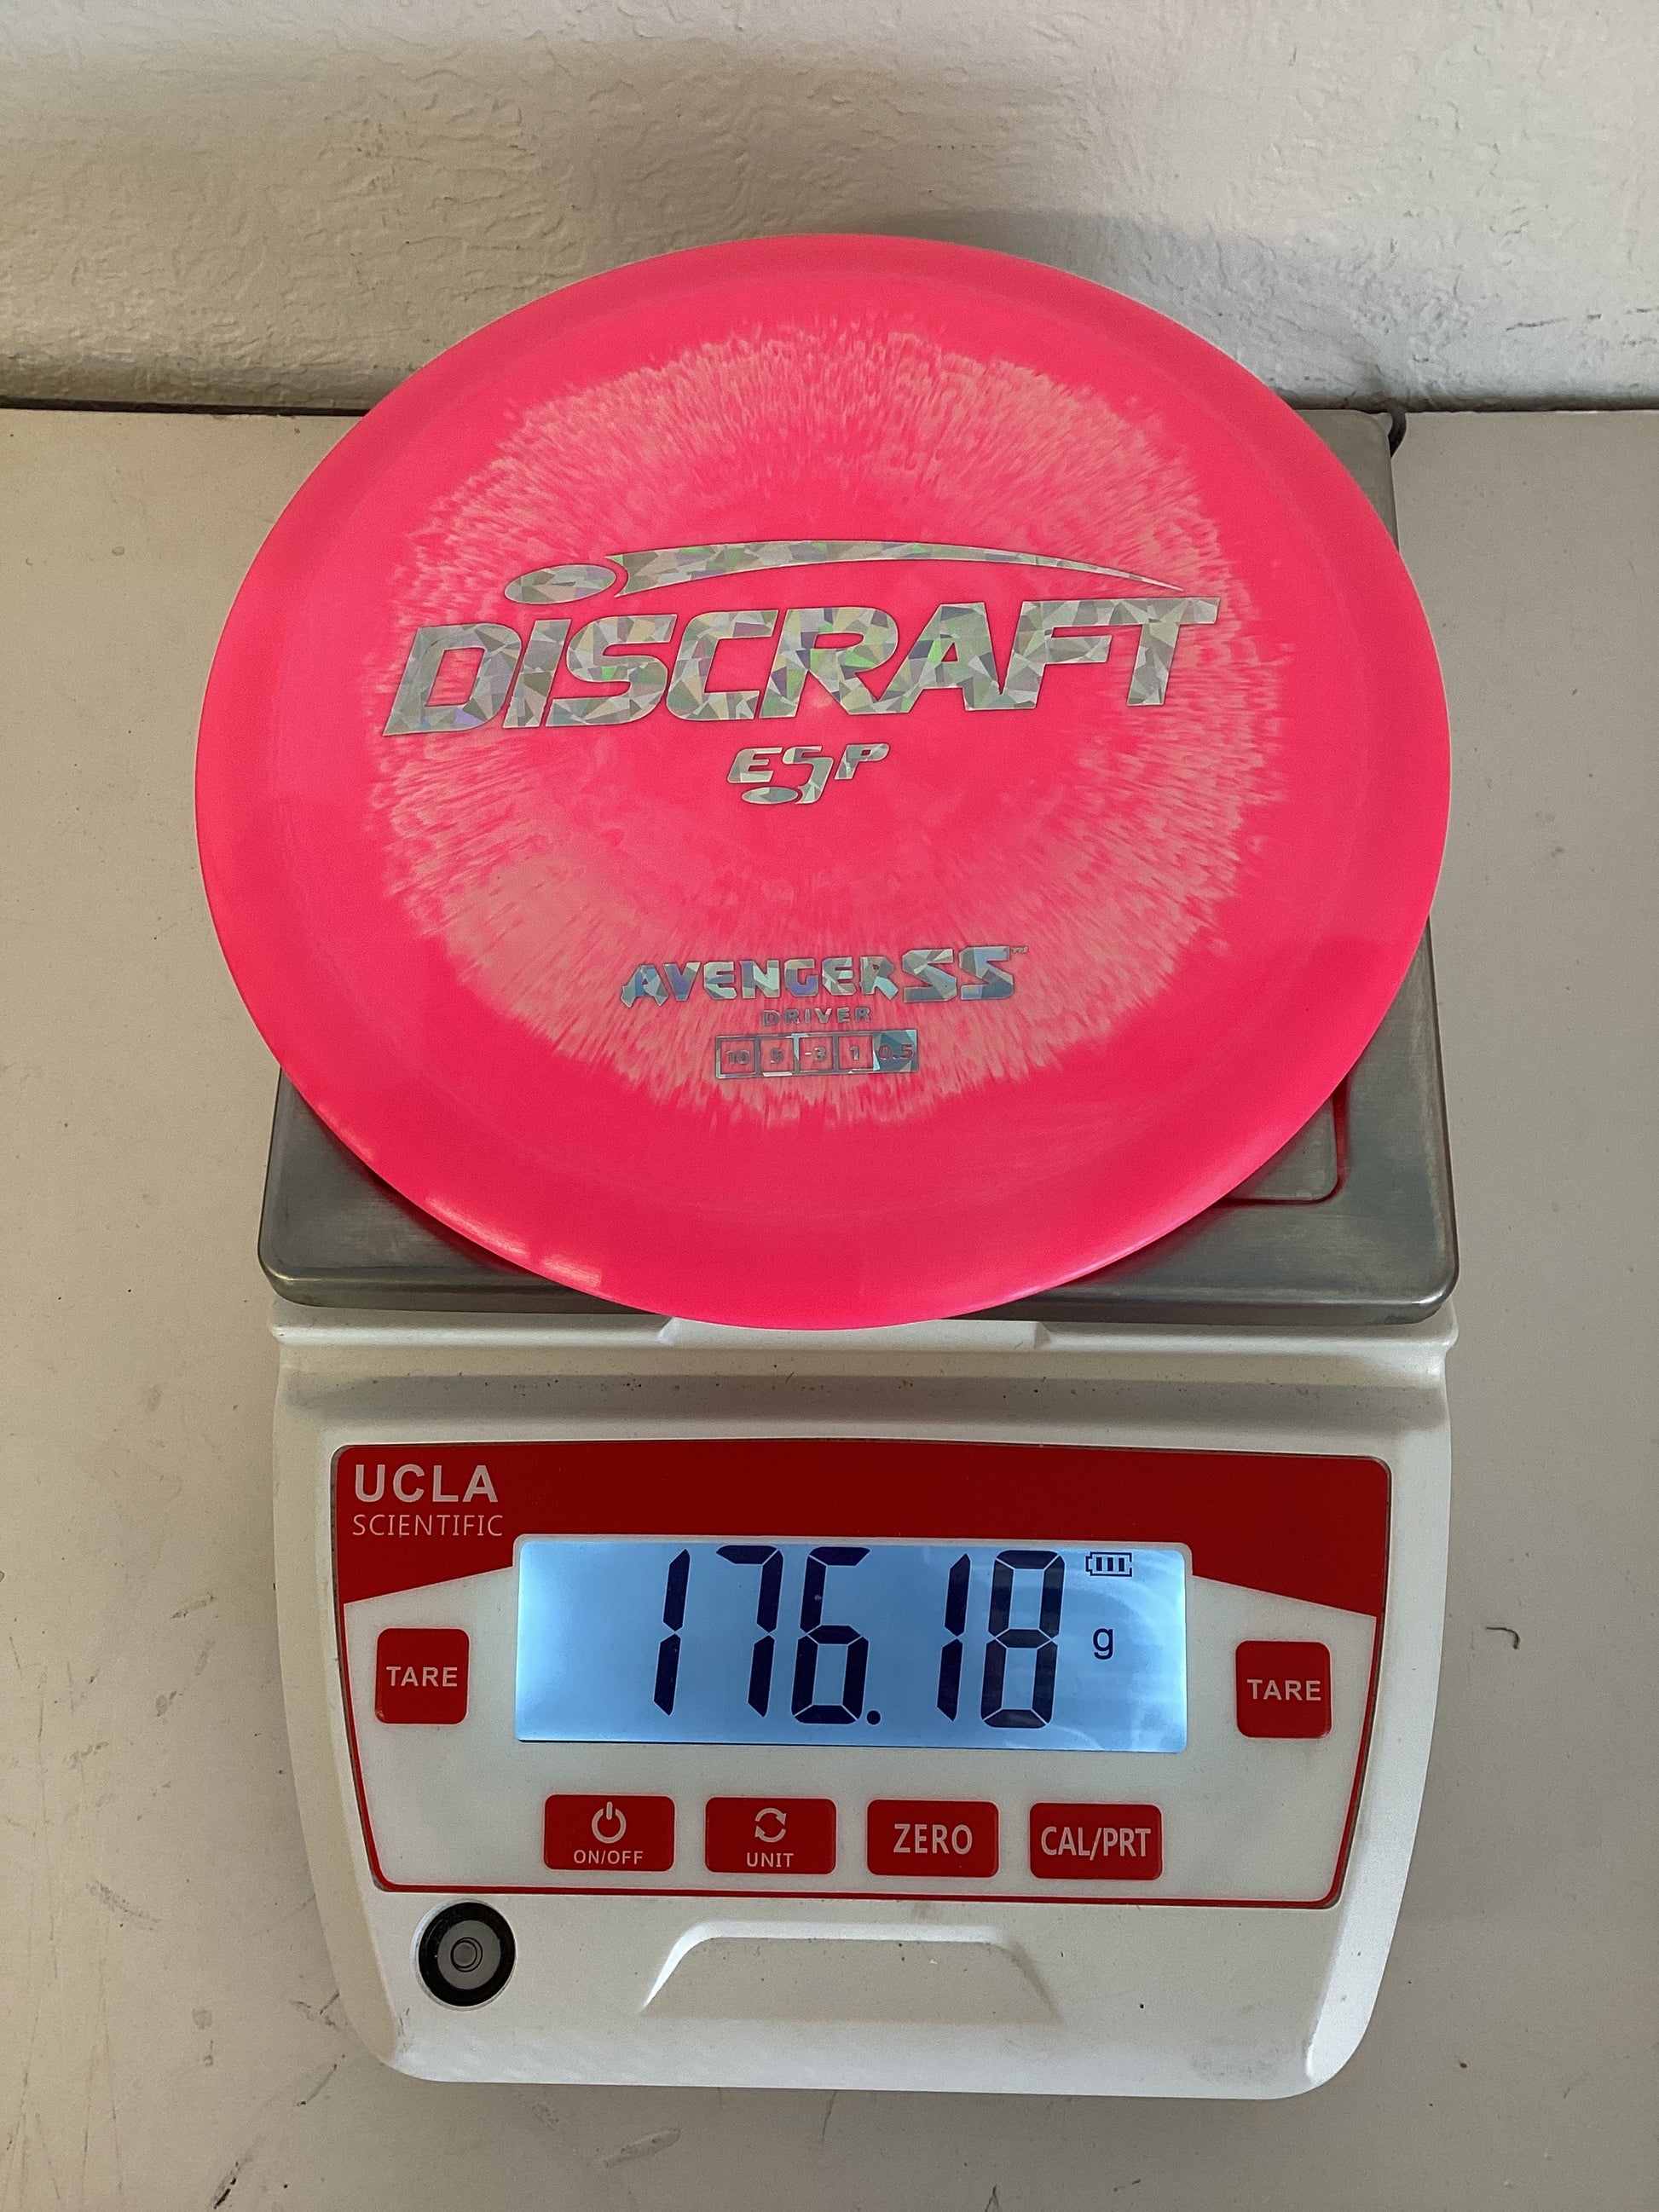 DISCRAFT
ESP
AVENGER SS™
DRIVER
10 5 -3 1 0.5
UCLA
SCIENTIFIC
176.18 g
TARE
TARE
ON/OFF
UNIT
ZERO
CAL/PRT